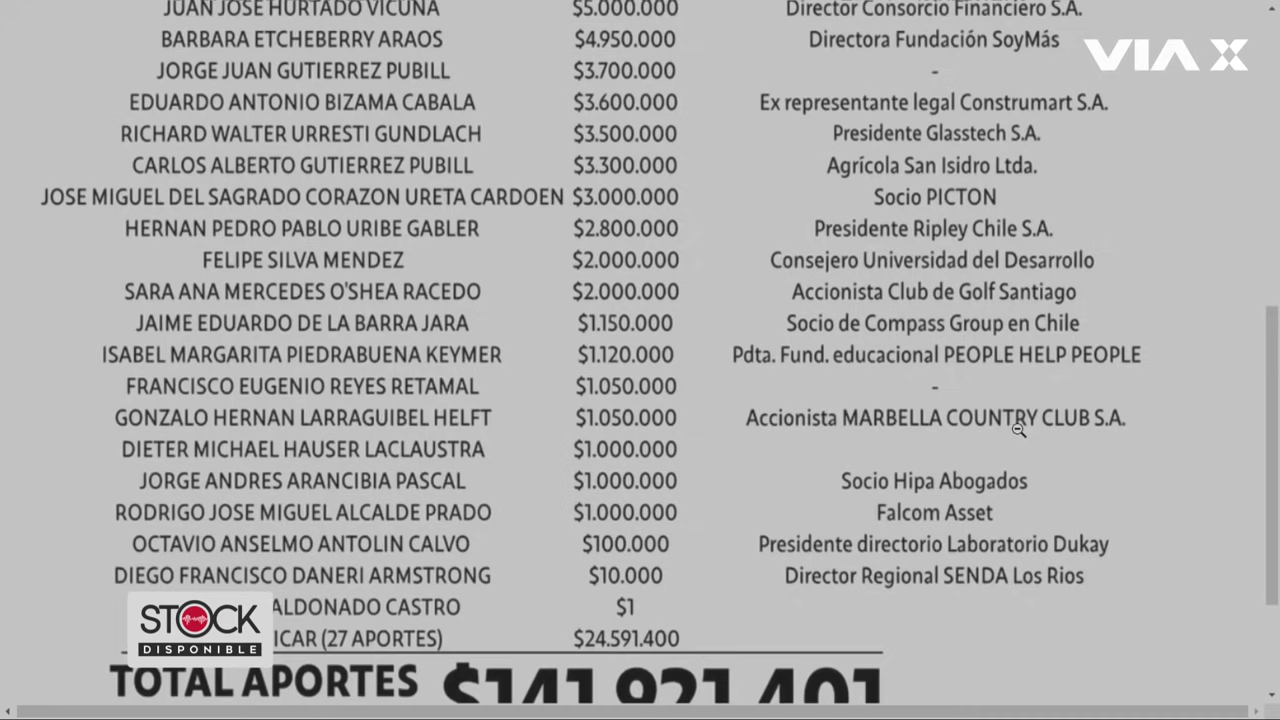 JUAN JOSE HURTADO VICUÑA $5.000.000 Director Consorcio Financiero S.A.
BARBARA ETCHEBERRY ARAOS $4.950.000 Directora Fundación SoyMás
VIA X
JORGE JUAN GUTIERREZ PUBILL $3.700.000 -
EDUARDO ANTONIO BIZAMA CABALA $3.600.000 Ex representante legal Construmart S.A.
RICHARD WALTER URRESTI GUNDLACH $3.500.000 Presidente Glasstech S.A.
CARLOS ALBERTO GUTIERREZ PUBILL $3.300.000 Agrícola San Isidro Ltda.
JOSE MIGUEL DEL SAGRADO CORAZON URETA CARDOEN $3.000.000 Socio PICTON
HERNAN PEDRO PABLO URIBE GABLER $2.800.000 Presidente Ripley Chile S.A.
FELIPE SILVA MENDEZ $2.000.000 Consejero Universidad del Desarrollo
SARA ANA MERCEDES O'SHEA RACEDO $2.000.000 Accionista Club de Golf Santiago
JAIME EDUARDO DE LA BARRA JARA $1.150.000 Socio de Compass Group en Chile
ISABEL MARGARITA PIEDRABUENA KEYMER $1.120.000 Pdta. Fund. educacional PEOPLE HELP PEOPLE
FRANCISCO EUGENIO REYES RETAMAL $1.050.000 -
GONZALO HERNAN LARRAGUIBEL HELFT $1.050.000 Accionista MARBELLA COUNTRY CLUB S.A.
DIETER MICHAEL HAUSER LACLAUSTRA $1.000.000
JORGE ANDRES ARANCIBIA PASCAL $1.000.000 Socio Hipa Abogados
RODRIGO JOSE MIGUEL ALCALDE PRADO $1.000.000 Falcom Asset
OCTAVIO ANSELMO ANTOLIN CALVO $100.000 Presidente directorio Laboratorio Dukay
DIEGO FRANCISCO DANERI ARMSTRONG $10.000 Director Regional SENDA Los Rios
ALDONADO CASTRO $1
STOCK
DISPONIBLE
ICAR (27 APORTES) $24.591.400
TOTAL APORTES $141.921.401